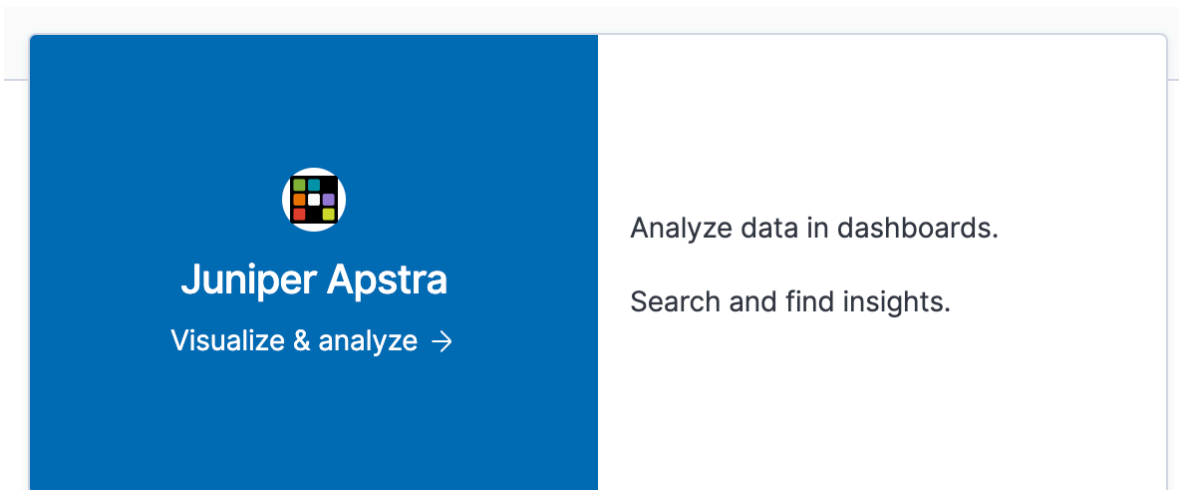 Juniper Apstra
Visualize & analyze →
Analyze data in dashboards.
Search and find insights.